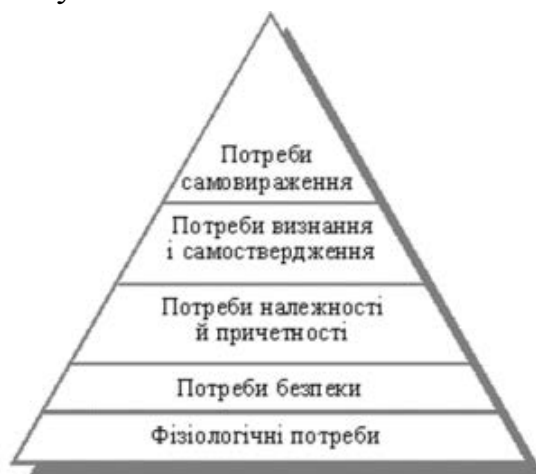 Потреби
самовираження
Потреби визнання
і самоствердження
Потреби належності
й причетності
Потреби безпеки
Фізіологічні потреби